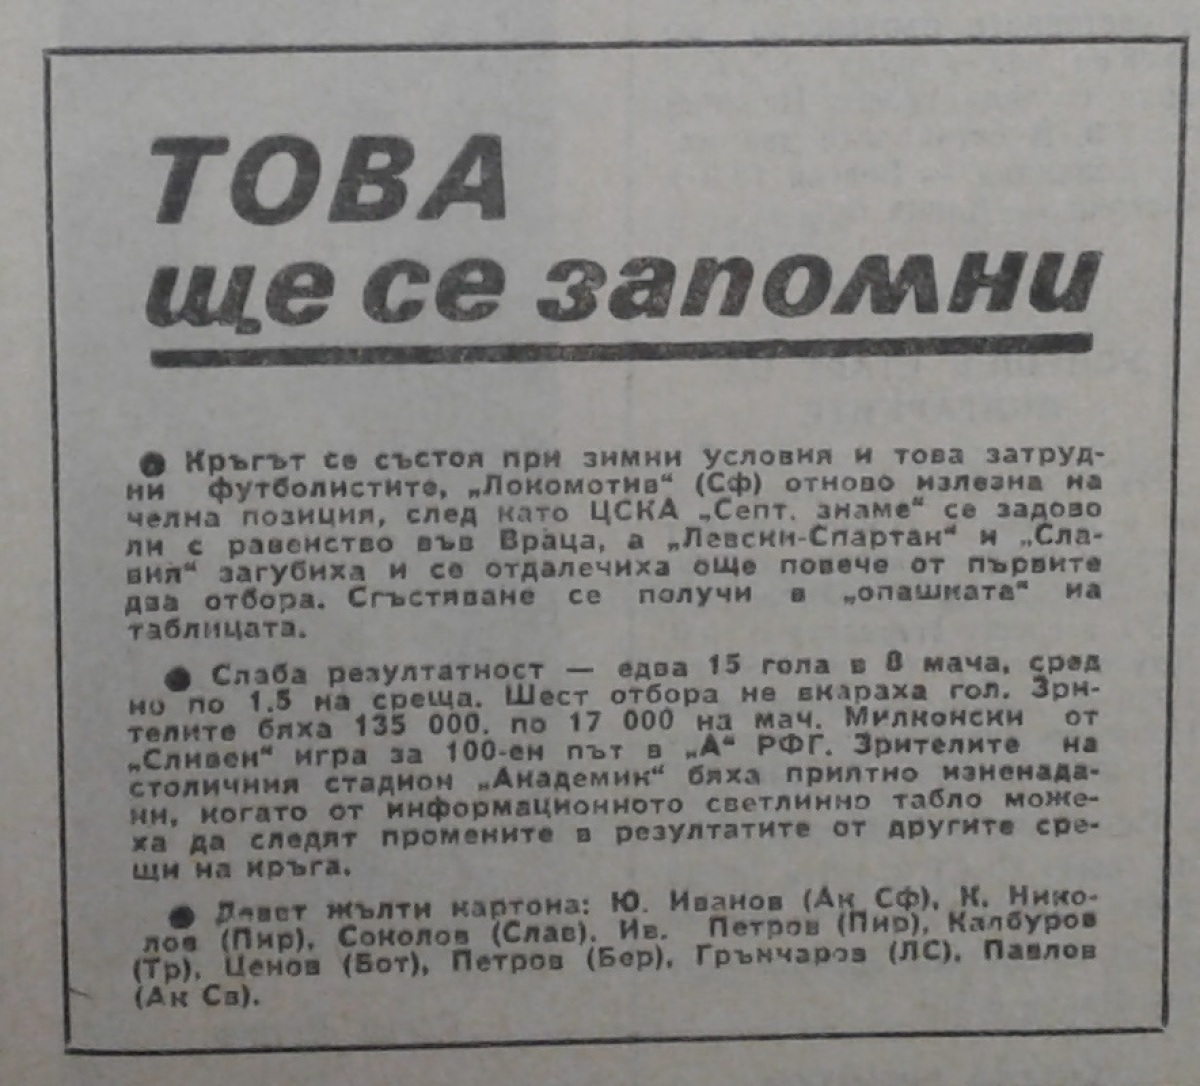 ТОВА
ще се запомни
● Кръгът се състоя при зимни условия и това затруд-
ни футболистите, „Локомотив“ (Сф) отново излезна на
челна позиция, след като ЦСКА „Септ. знаме“ се задово
ли с равенство във Враца, а „Левски-Спартан“ и „Сла-
вия“ загубиха и се отдалечиха още повече от първите
два отбора. Сгъстяване се получи в „опашката“ на
таблицата.
● Слаба резултатност — едва 15 гола в 8 мача, сред
но по 1.5 на среща. Шест отбора не вкараха гол. Зри-
телите бяха 135 000, по 17 000 на мач. Милконски от
„Сливен“ игра за 100-ен път в „А“ РФГ. Зрителите на
столичния стадион „Академик“ бяха прилтно изненада-
ни, когато от информационното светлинно табло може-
ха да следят промените в резултатите от другите сре-
щи на кръга.
● Девет жълти картона: Ю. Иванов (Ак Сф), К. Нико-
лов (Пир), Соколов (Слав), Ив. Петров (Пир), Калбуров
(Тр), Ценов (Бот), Петров (Бер), Грънчаров (ЛС), Павлов
(Ак Св).